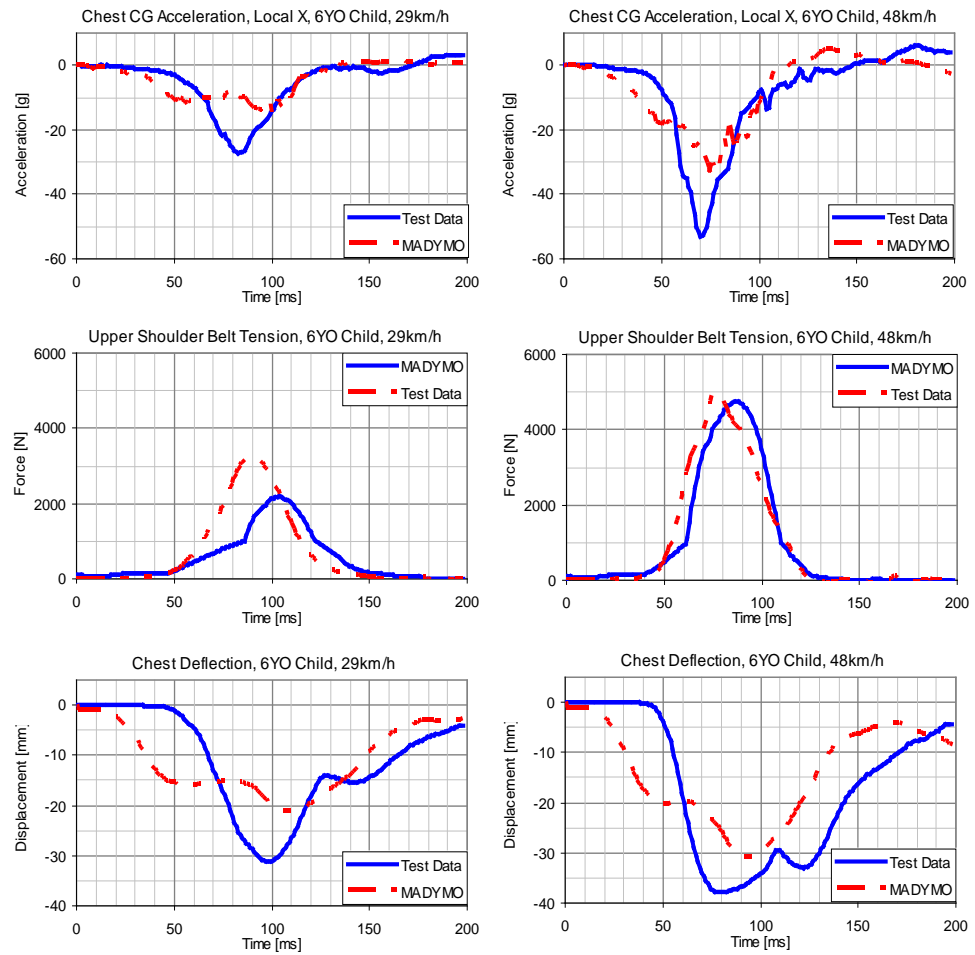 Chest CG Acceleration, Local X, 6YO Child, 29km/h
10
0
-20
-40
-60
Acceleration [g]
Test Data
MADYMO
0 50 100 150 200
Time [ms]
Chest CG Acceleration, Local X, 6YO Child, 48km/h
0
-20
-40
-60
Acceleration [g]
Test Data
MADYMO
0 50 100 150 200
Time [ms]
Upper Shoulder Belt Tension, 6YO Child, 29km/h
6000
4000
2000
0
Force [N]
MADYMO
Test Data
0 50 100 150 200
Time [ms]
Upper Shoulder Belt Tension, 6YO Child, 48km/h
6000
4000
2000
0
Force [N]
MADYMO
Test Data
0 50 100 150 200
Time [ms]
Chest Deflection, 6YO Child, 29km/h
0
-10
-20
-30
-40
Displacement [mm]
Test Data
MADYMO
0 50 100 150 200
Time [ms]
Chest Deflection, 6YO Child, 48km/h
0
-10
-20
-30
-40
Displacement [mm]
Test Data
MADYMO
0 50 100 150 200
Time [ms]